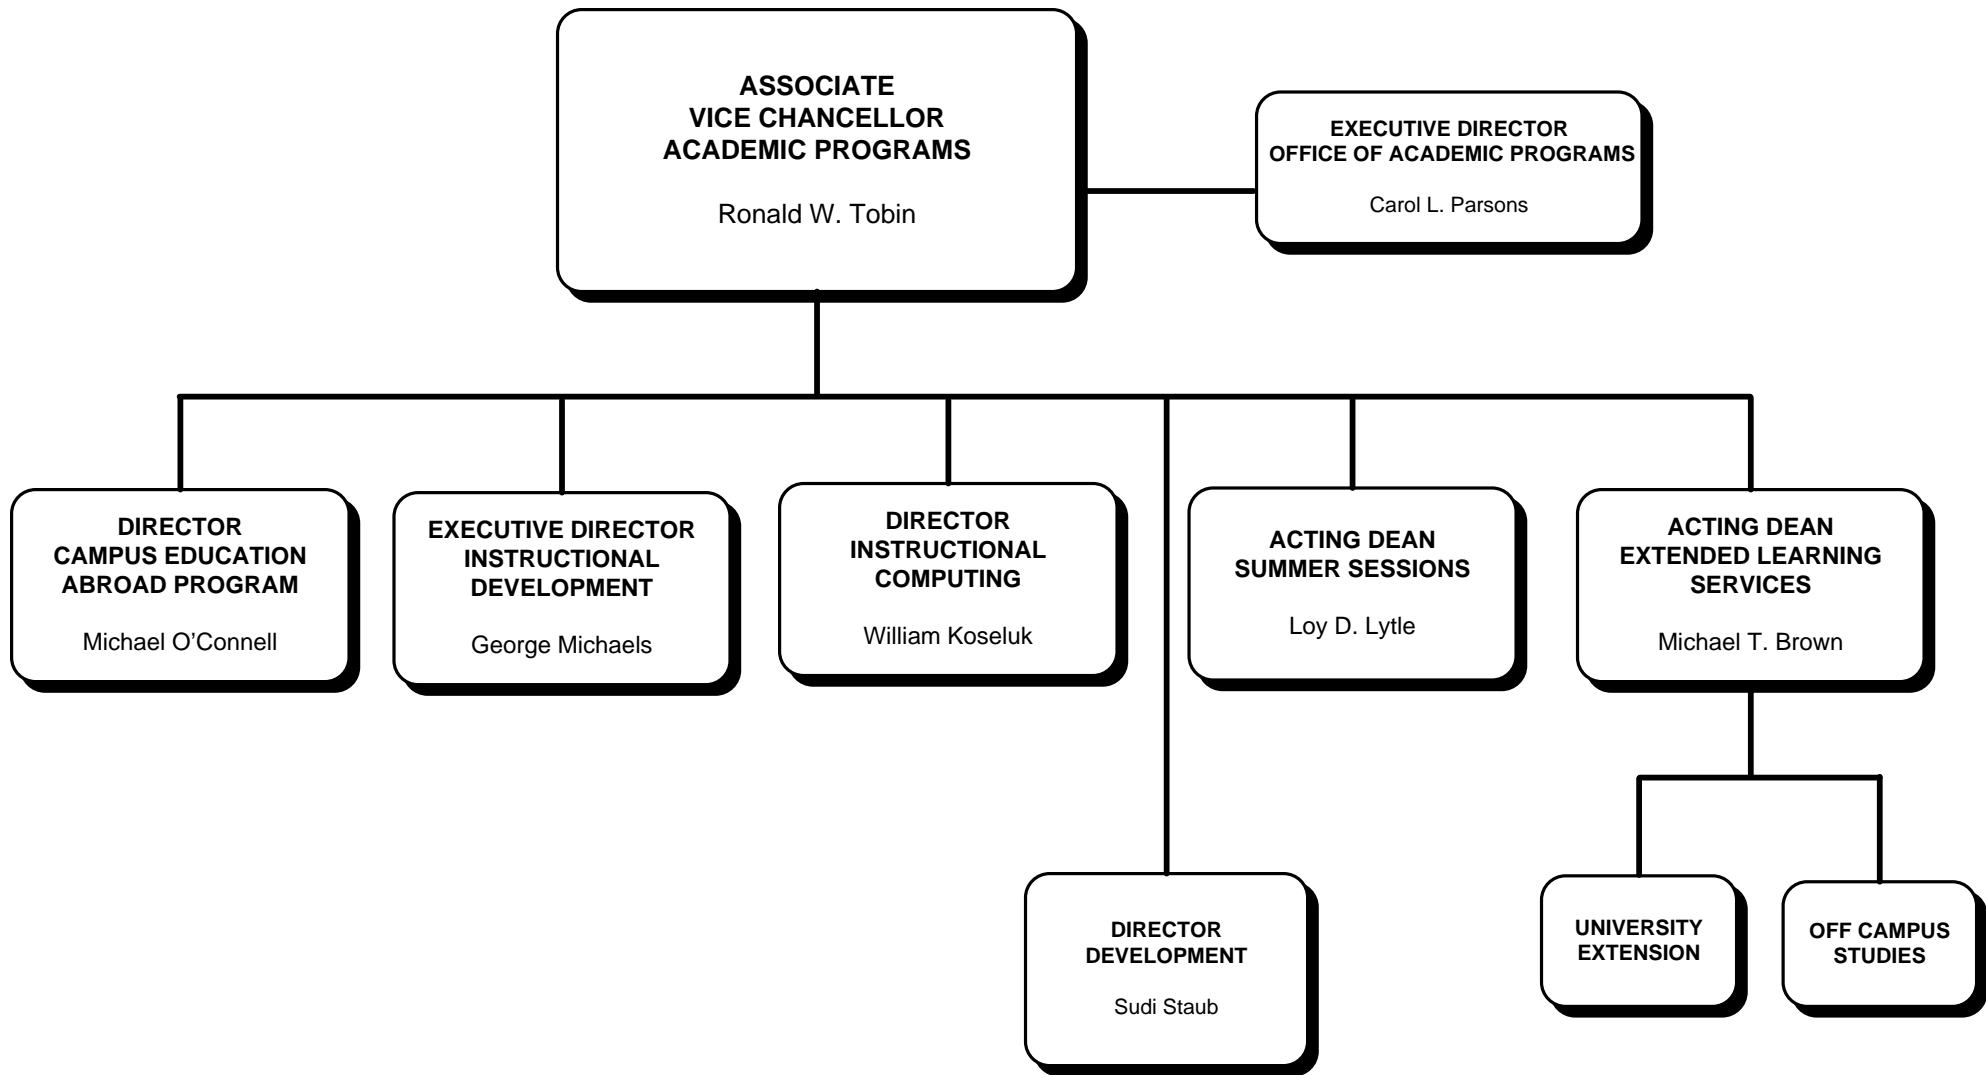 ASSOCIATE
VICE CHANCELLOR
ACADEMIC PROGRAMS
Ronald W. Tobin
EXECUTIVE DIRECTOR
OFFICE OF ACADEMIC PROGRAMS
Carol L. Parsons
DIRECTOR
CAMPUS EDUCATION
ABROAD PROGRAM
Michael O’Connell
EXECUTIVE DIRECTOR
INSTRUCTIONAL
DEVELOPMENT
George Michaels
DIRECTOR
INSTRUCTIONAL
COMPUTING
William Koseluk
ACTING DEAN
SUMMER SESSIONS
Loy D. Lytle
ACTING DEAN
EXTENDED LEARNING
SERVICES
Michael T. Brown
DIRECTOR
DEVELOPMENT
Sudi Staub
UNIVERSITY
EXTENSION
OFF CAMPUS
STUDIES